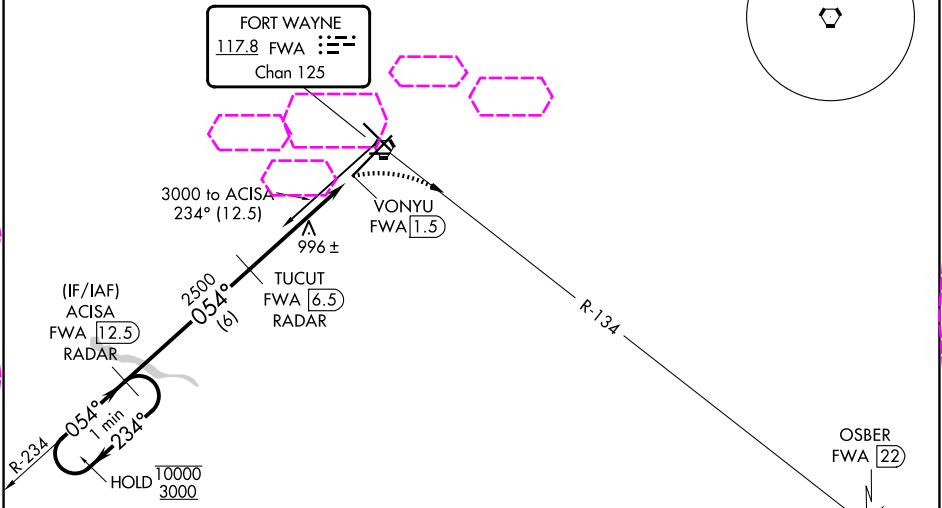 FORT WAYNE
117.8 FWA
Chan 125
3000 to ACISA
234° (12.5)
VONYU
FWA 1.5
996 ±
TUCUT
FWA 6.5
RADAR
2500
054°
(6)
(IF/IAF)
ACISA
FWA 12.5
RADAR
R-134
054°
1 min
234°
R-234
HOLD 10000
3000
OSBER
FWA 22